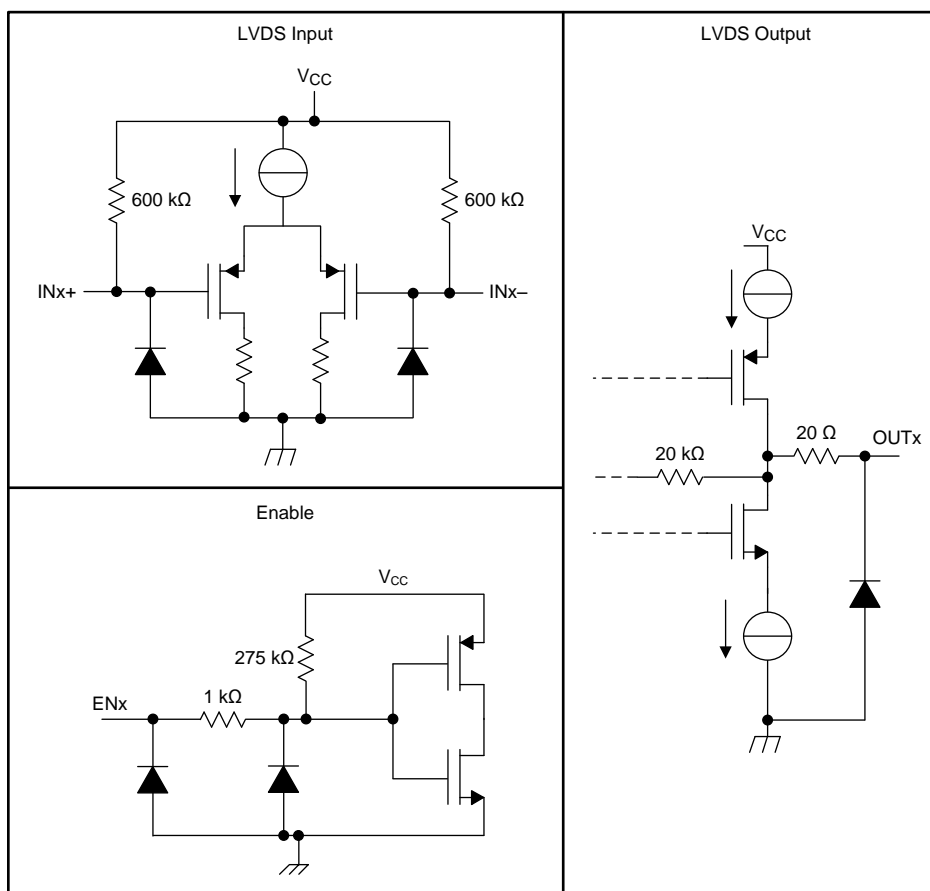 LVDS Input
VCC
600 kΩ
600 kΩ
INx+
INx–
Enable
VCC
275 kΩ
1 kΩ
ENx
LVDS Output
VCC
20 Ω
OUTx
20 kΩ